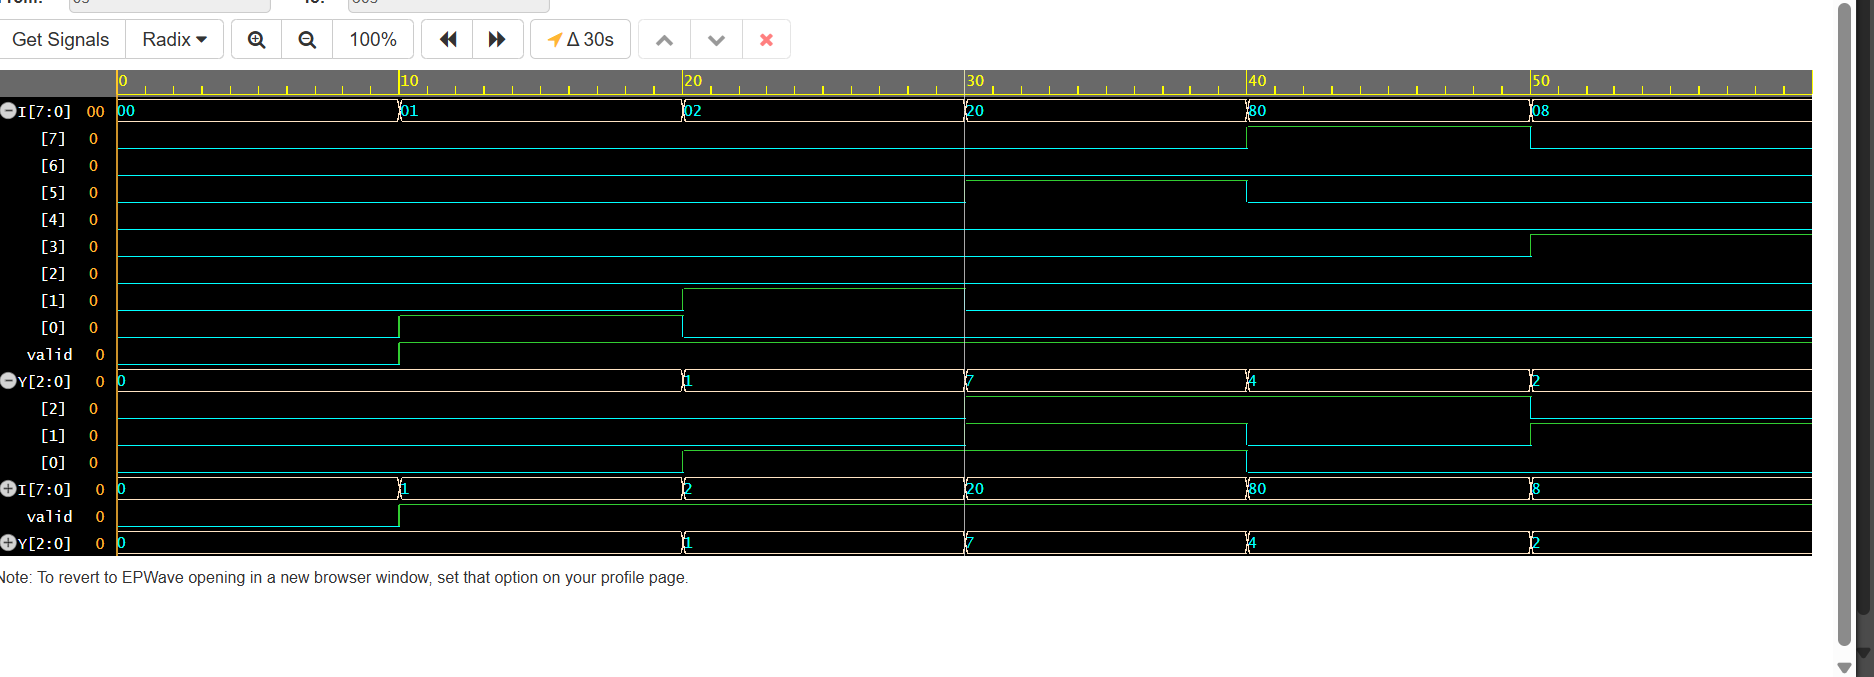 Get Signals Radix 100% Δ 30s
0 10 20 30 40 50
I[7:0] 00 00 01 02 20 80 08
[7] 0
[6] 0
[5] 0
[4] 0
[3] 0
[2] 0
[1] 0
[0] 0
valid 0
Y[2:0] 0 0 1 7 4 2
[2] 0
[1] 0
[0] 0
I[7:0] 0 0 1 2 20 80 8
valid 0
Y[2:0] 0 0 1 7 4 2
Note: To revert to EPWave opening in a new browser window, set that option on your profile page.